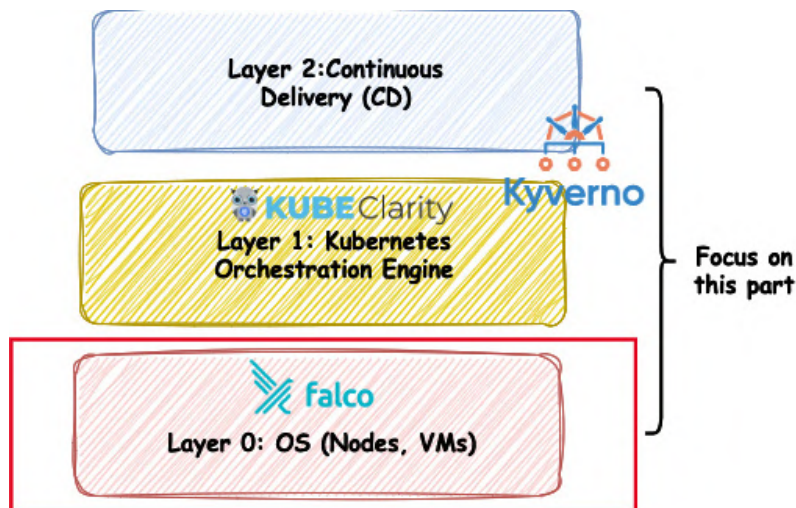 Layer 2:Continuous
Delivery (CD)
Kyverno
KUBEClarity
Layer 1: Kubernetes
Orchestration Engine
Focus on
this part
falco
Layer 0: OS (Nodes, VMs)